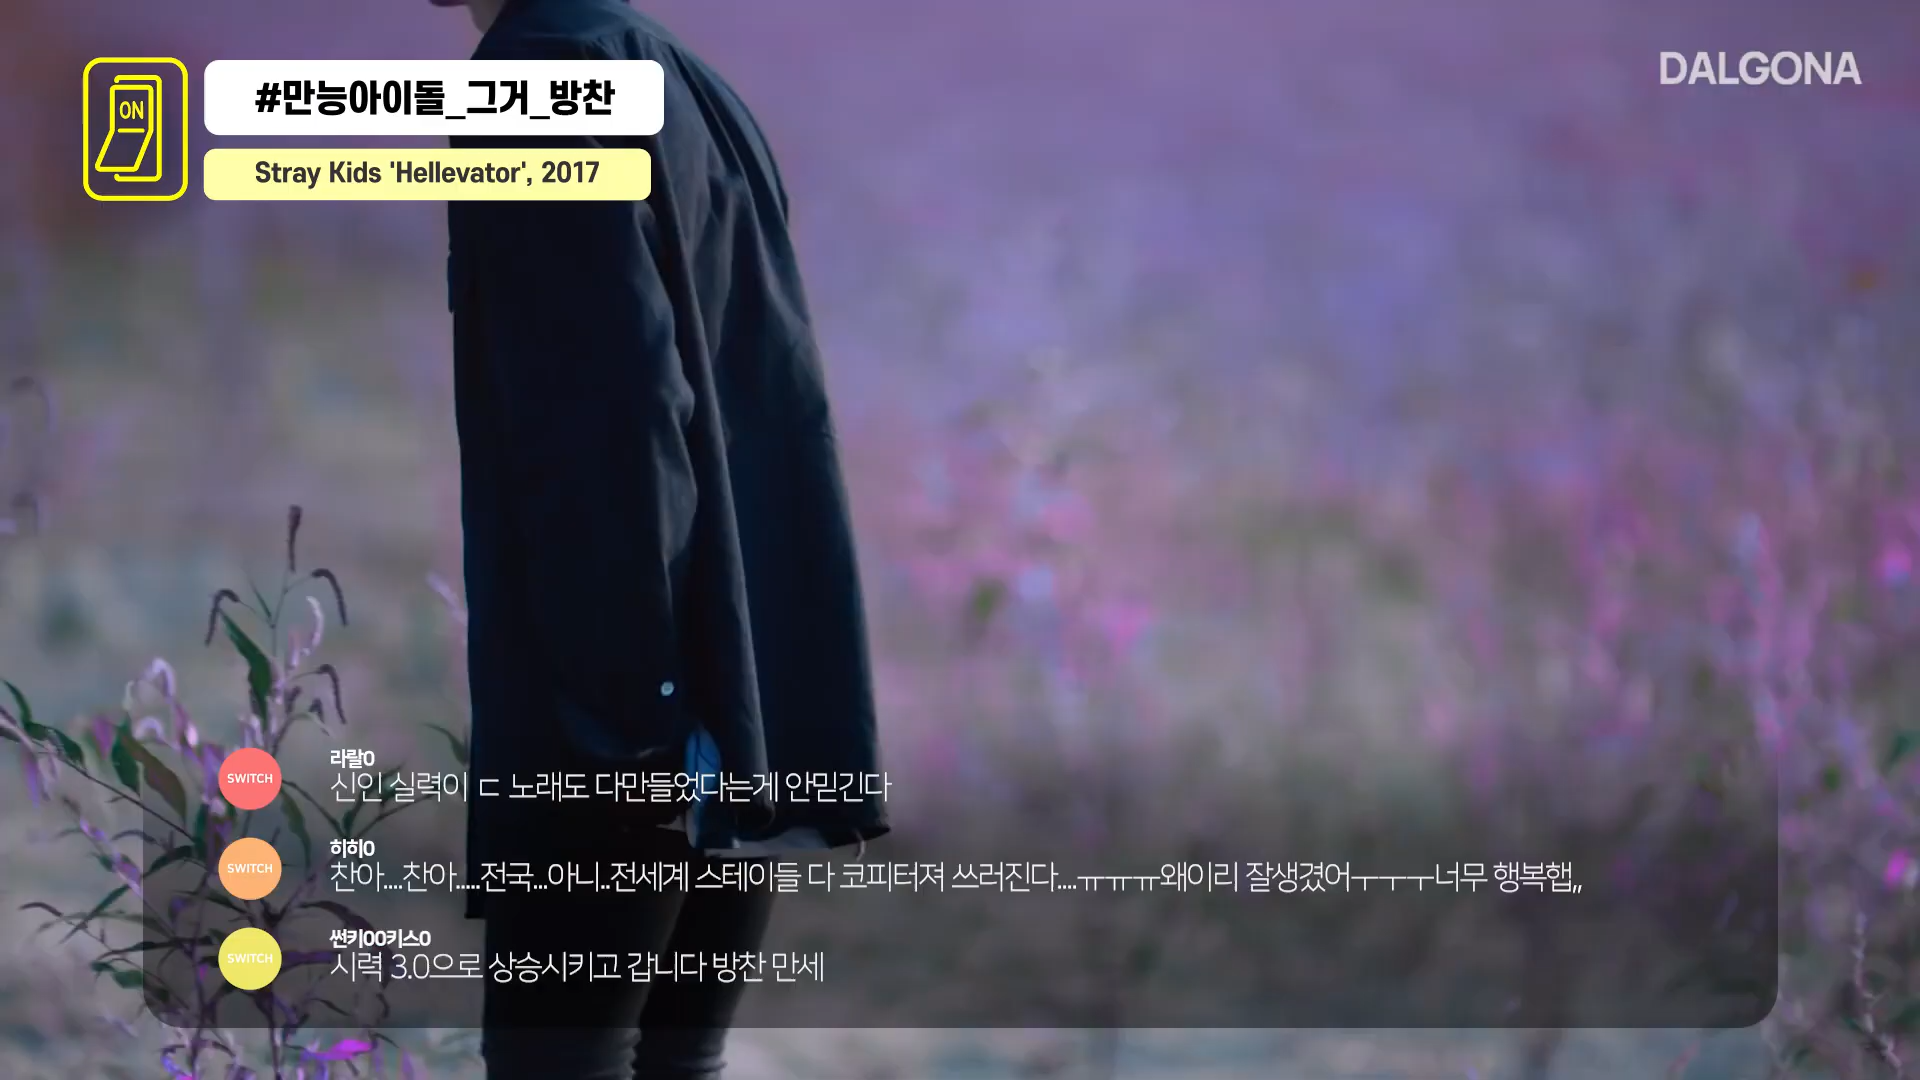 ON
#만능아이돌_그거_방찬
Stray Kids 'Hellevator', 2017
DALGONA
SWITCH
라랄0
신인 실력이 ㄷ 노래도 다만들었다는게 안믿긴다
SWITCH
히히0
찬아....찬아.....전국...아니..전세계 스테이들 다 코피터져 쓰러진다....ㅠㅠㅠ왜이리 잘생겼어ㅜㅜㅜ너무 행복햅,,
SWITCH
썬키00키스0
시력 3.0으로 상승시키고 갑니다 방찬 만세